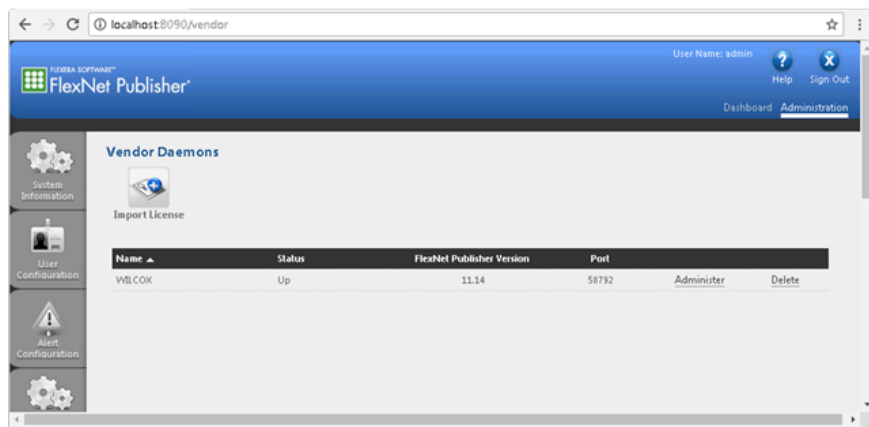 localhost:8090/vendor
User Name: admin
FLEXERA SOFTWARE™
FlexNet Publisher®
Help
Sign Out
Dashboard Administration
System Information
Vendor Daemons
Import License
User Configuration
Name Status FlexNet Publisher Version Port
WILCOX Up 11.14 58792 Administer Delete
Alert Configuration